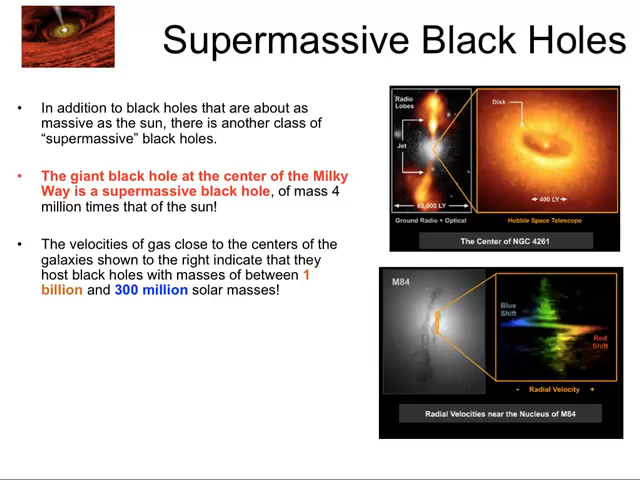 Supermassive Black Holes
• In addition to black holes that are about as
massive as the sun, there is another class of
“supermassive” black holes.
• The giant black hole at the center of the Milky
Way is a supermassive black hole, of mass 4
million times that of the sun!
• The velocities of gas close to the centers of the
galaxies shown to the right indicate that they
host black holes with masses of between 1
billion and 300 million solar masses!
Radio
Lobes
Jet
88,000 LY
Ground Radio + Optical
Disk
400 LY
Hubble Space Telescope
The Center of NGC 4261
M84
Blue
Shift
Red
Shift
- Radial Velocity +
Radial Velocities near the Nucleus of M84